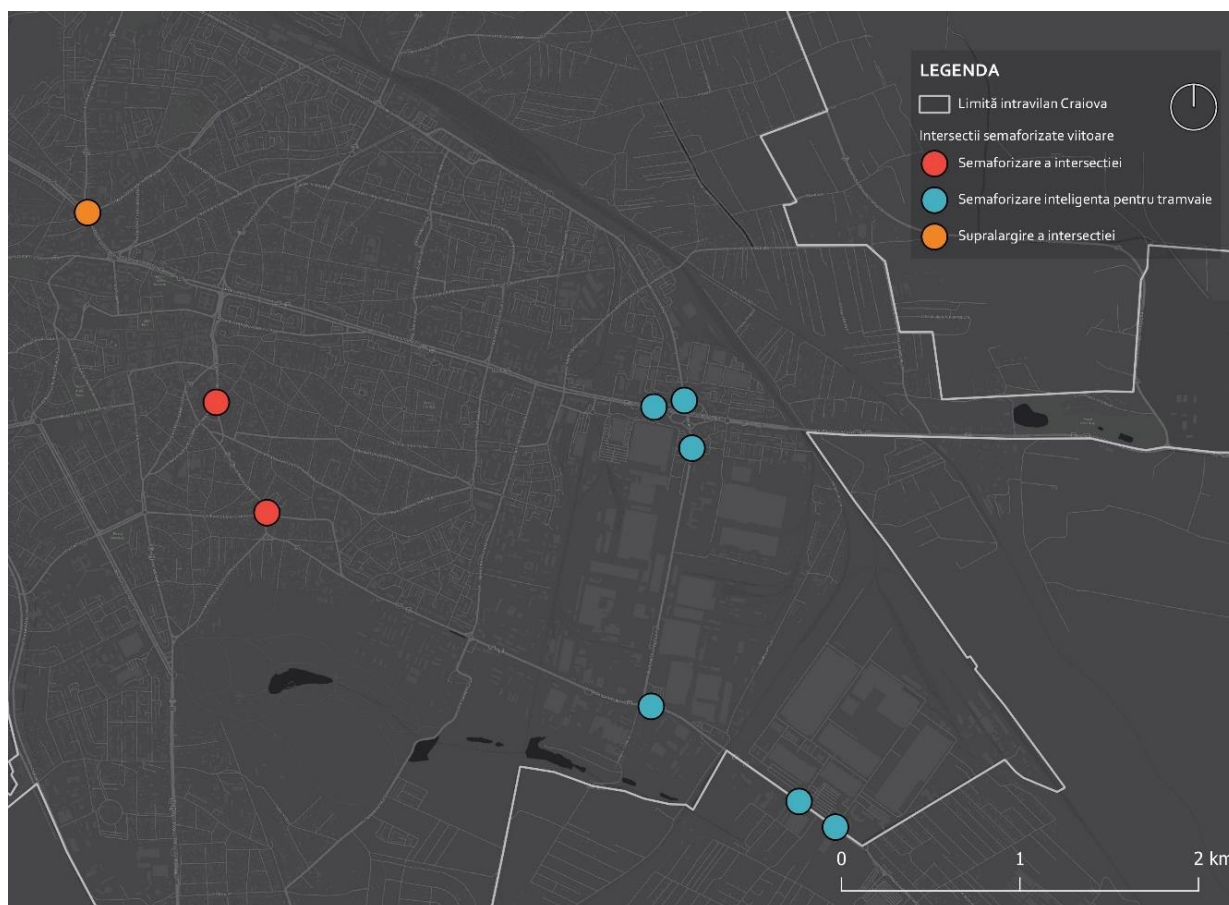 LEGENDA
Limită intravilan Craiova
Intersectii semaforizate viitoare
Semaforizare a intersectiei
Semaforizare inteligenta pentru tramvaie
Supralargire a intersectiei
0 1 2 km